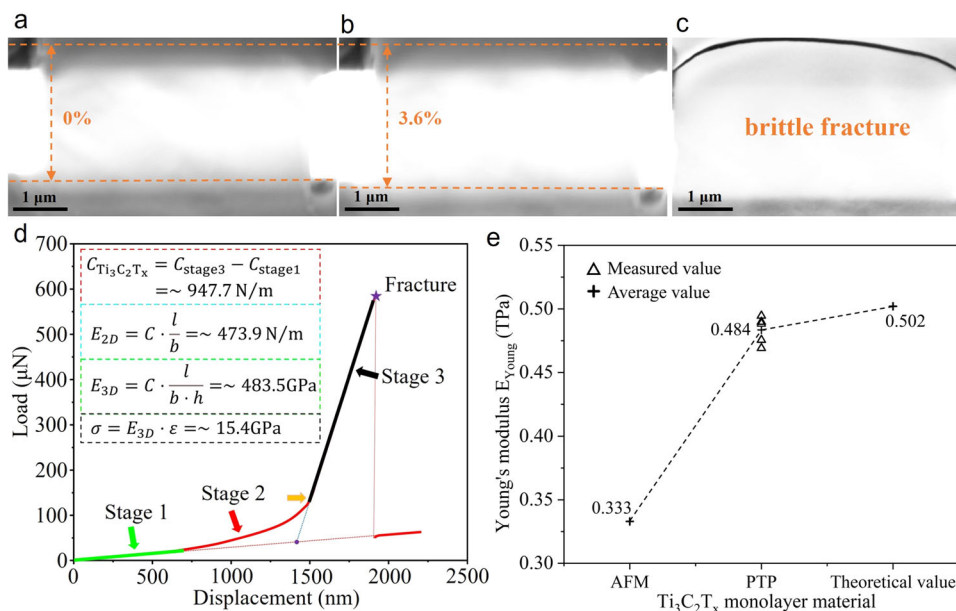 a
b
c
0%
3.6%
brittle fracture
1 μm
1 μm
1 μm
d
C_{Ti₃C₂Tₓ} = C_{stage3} − C_{stage1}
=~ 947.7 N/m
E_{2D} = C · l/b =~ 473.9 N/m
E_{3D} = C · l/(b · h) =~ 483.5GPa
σ = E_{3D} · ε =~ 15.4GPa
Fracture
Stage 3
Stage 2
Stage 1
Load (μN)
700
600
500
400
300
200
100
0
0
500
1000
1500
2000
2500
Displacement (nm)
e
Δ Measured value
+ Average value
0.333
0.484
0.502
Young's modulus E_{Young} (TPa)
0.55
0.50
0.45
0.40
0.35
0.30
AFM
PTP
Theoretical value
Ti₃C₂Tₓ monolayer material